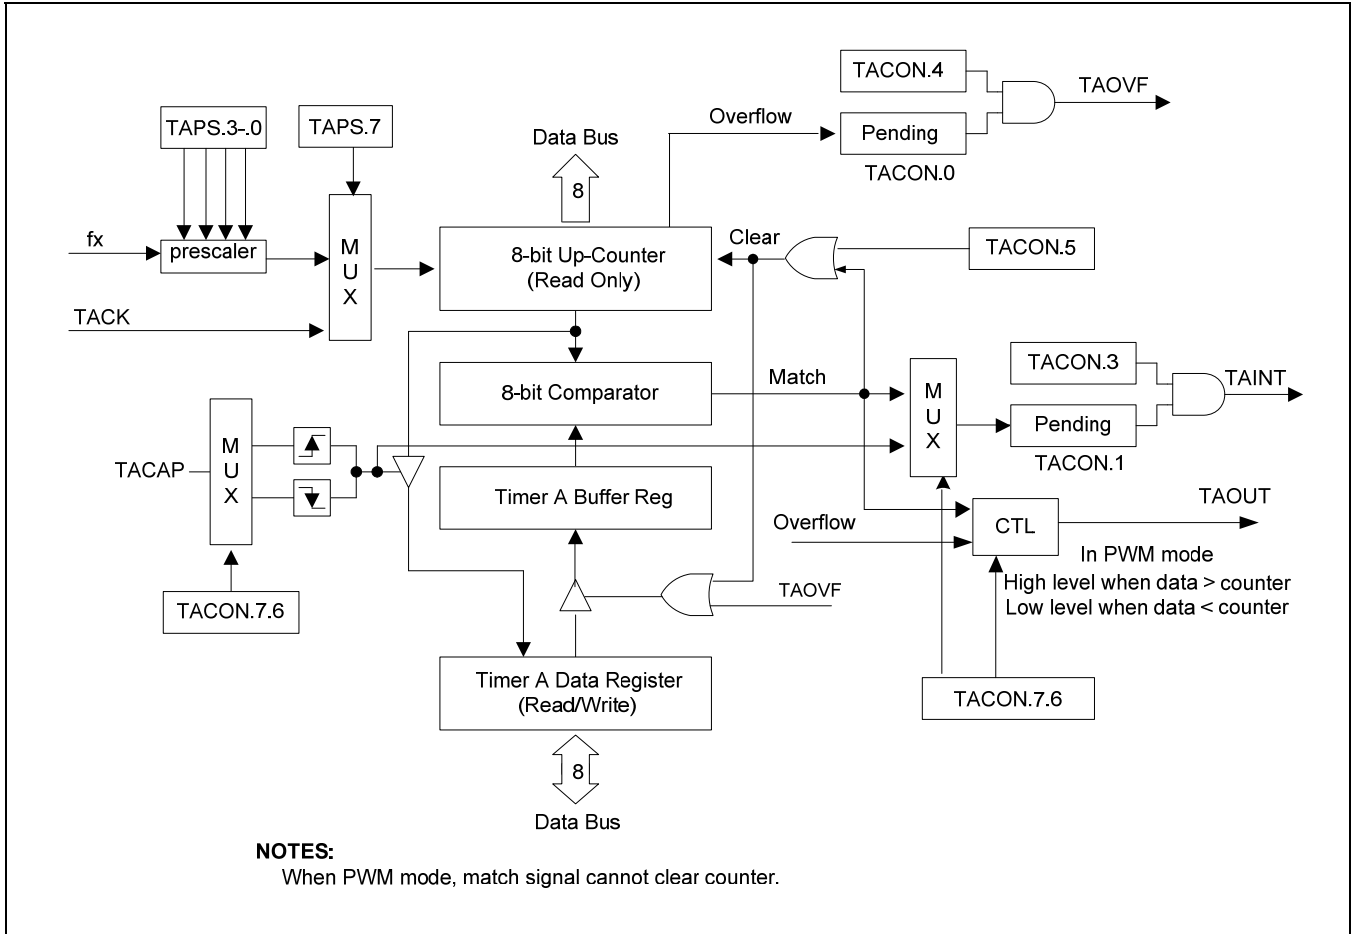 TACON.4
TAOVF
TAPS.3-.0
TAPS.7
Overflow
Pending
TACON.0
Data Bus
8
fx
prescaler
M
U
X
TACK
8-bit Up-Counter
(Read Only)
Clear
TACON.5
8-bit Comparator
Match
M
U
X
TACON.3
TAINT
Pending
TACON.1
TACAP
M
U
X
Timer A Buffer Reg
Overflow
CTL
TAOUT
In PWM mode
High level when data > counter
Low level when data < counter
TACON.7.6
TAOVF
Timer A Data Register
(Read/Write)
TACON.7.6
8
Data Bus
NOTES:
When PWM mode, match signal cannot clear counter.